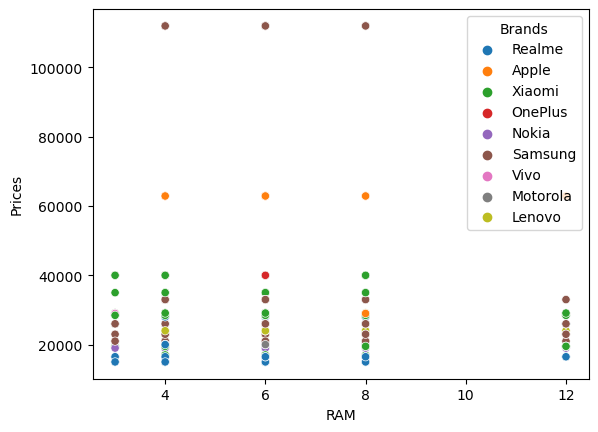 Brands
Realme
Apple
Xiaomi
OnePlus
Nokia
Samsung
Vivo
Motorola
Lenovo
Prices
100000
80000
60000
40000
20000
4
6
8
10
12
RAM